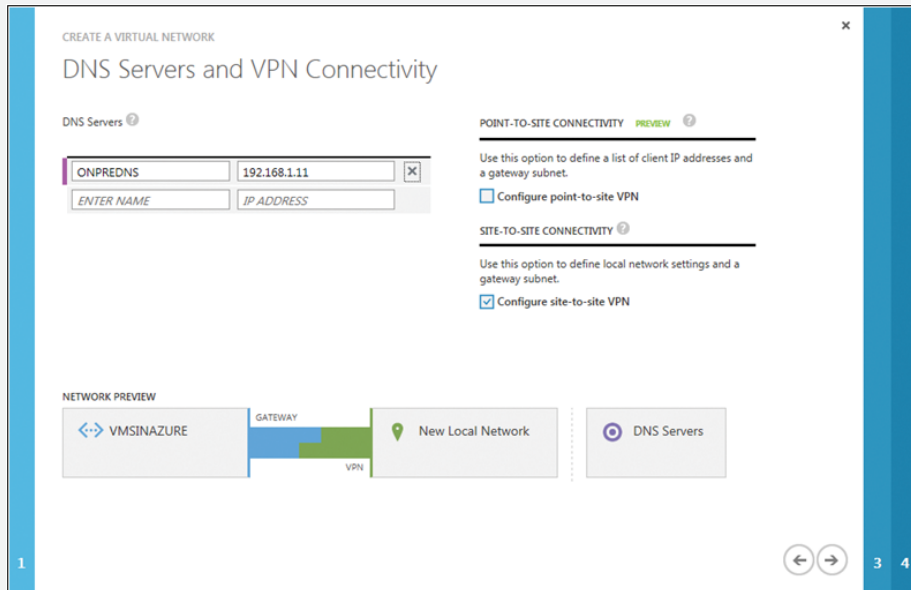 CREATE A VIRTUAL NETWORK
DNS Servers and VPN Connectivity
DNS Servers ?
ONPREDNS 192.168.1.11
ENTER NAME IP ADDRESS
POINT-TO-SITE CONNECTIVITY PREVIEW ?
Use this option to define a list of client IP addresses and
a gateway subnet.
Configure point-to-site VPN
SITE-TO-SITE CONNECTIVITY ?
Use this option to define local network settings and a
gateway subnet.
Configure site-to-site VPN
NETWORK PREVIEW
VMSINAZURE
GATEWAY
VPN
New Local Network
DNS Servers
1
3 4